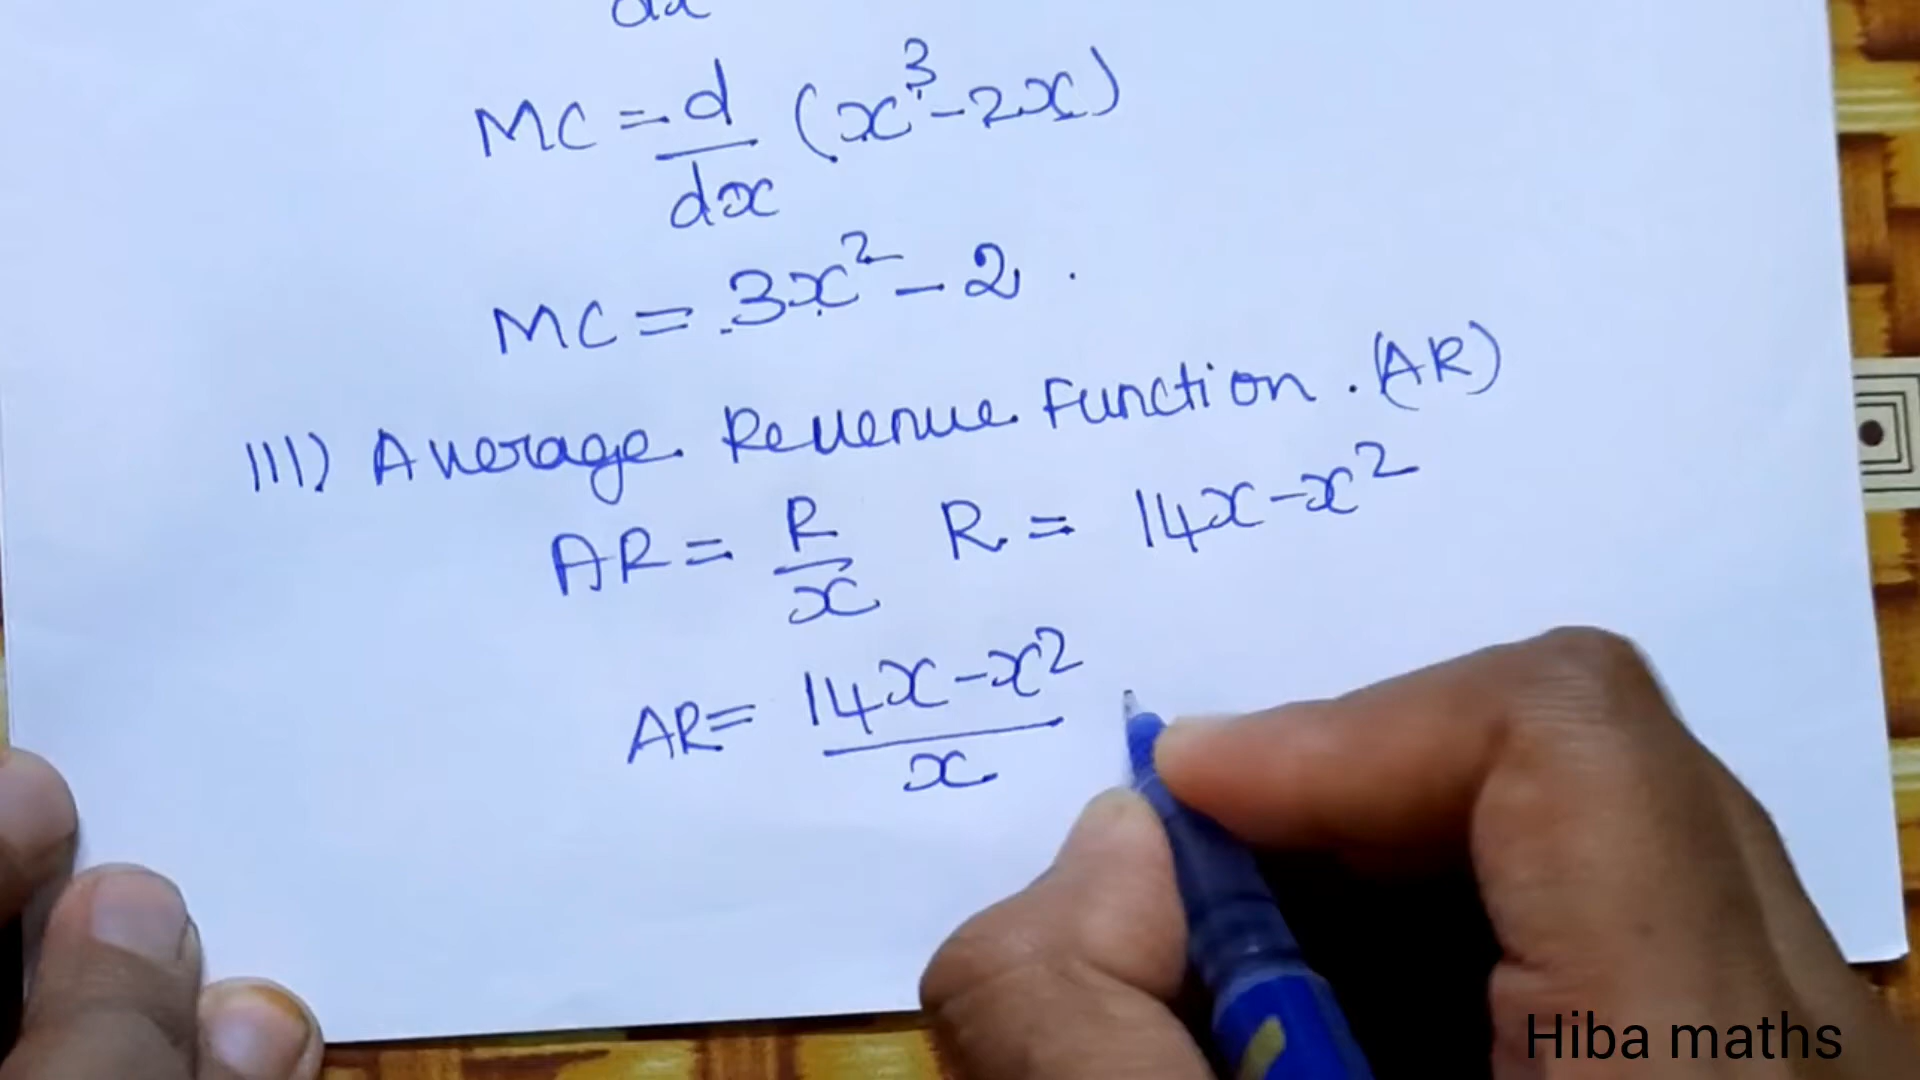 dx
MC = d/dx (x³ - 2x)
MC = 3x² - 2 .
III) Average Revenue Function . (AR)
AR = R/x R = 14x - x²
AR = 14x - x²/x
Hiba maths